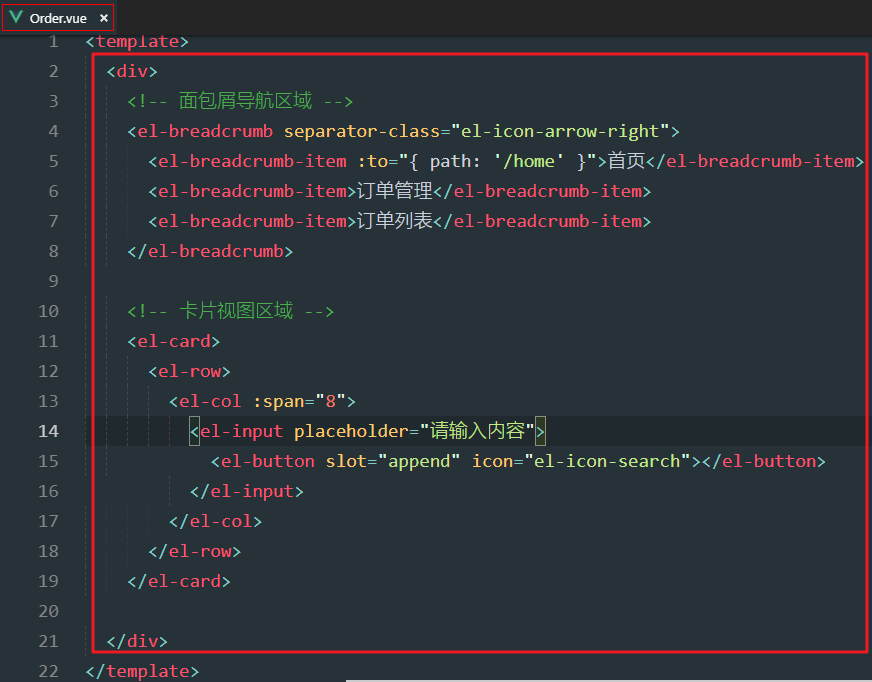 Order.vue ×
1 <template>
2 <div>
3 <!-- 面包屑导航区域 -->
4 <el-breadcrumb separator-class="el-icon-arrow-right">
5 <el-breadcrumb-item :to="{ path: '/home' }">首页</el-breadcrumb-item>
6 <el-breadcrumb-item>订单管理</el-breadcrumb-item>
7 <el-breadcrumb-item>订单列表</el-breadcrumb-item>
8 </el-breadcrumb>
9
10 <!-- 卡片视图区域 -->
11 <el-card>
12 <el-row>
13 <el-col :span="8">
14 <el-input placeholder="请输入内容">
15 <el-button slot="append" icon="el-icon-search"></el-button>
16 </el-input>
17 </el-col>
18 </el-row>
19 </el-card>
20
21 </div>
22 </template>